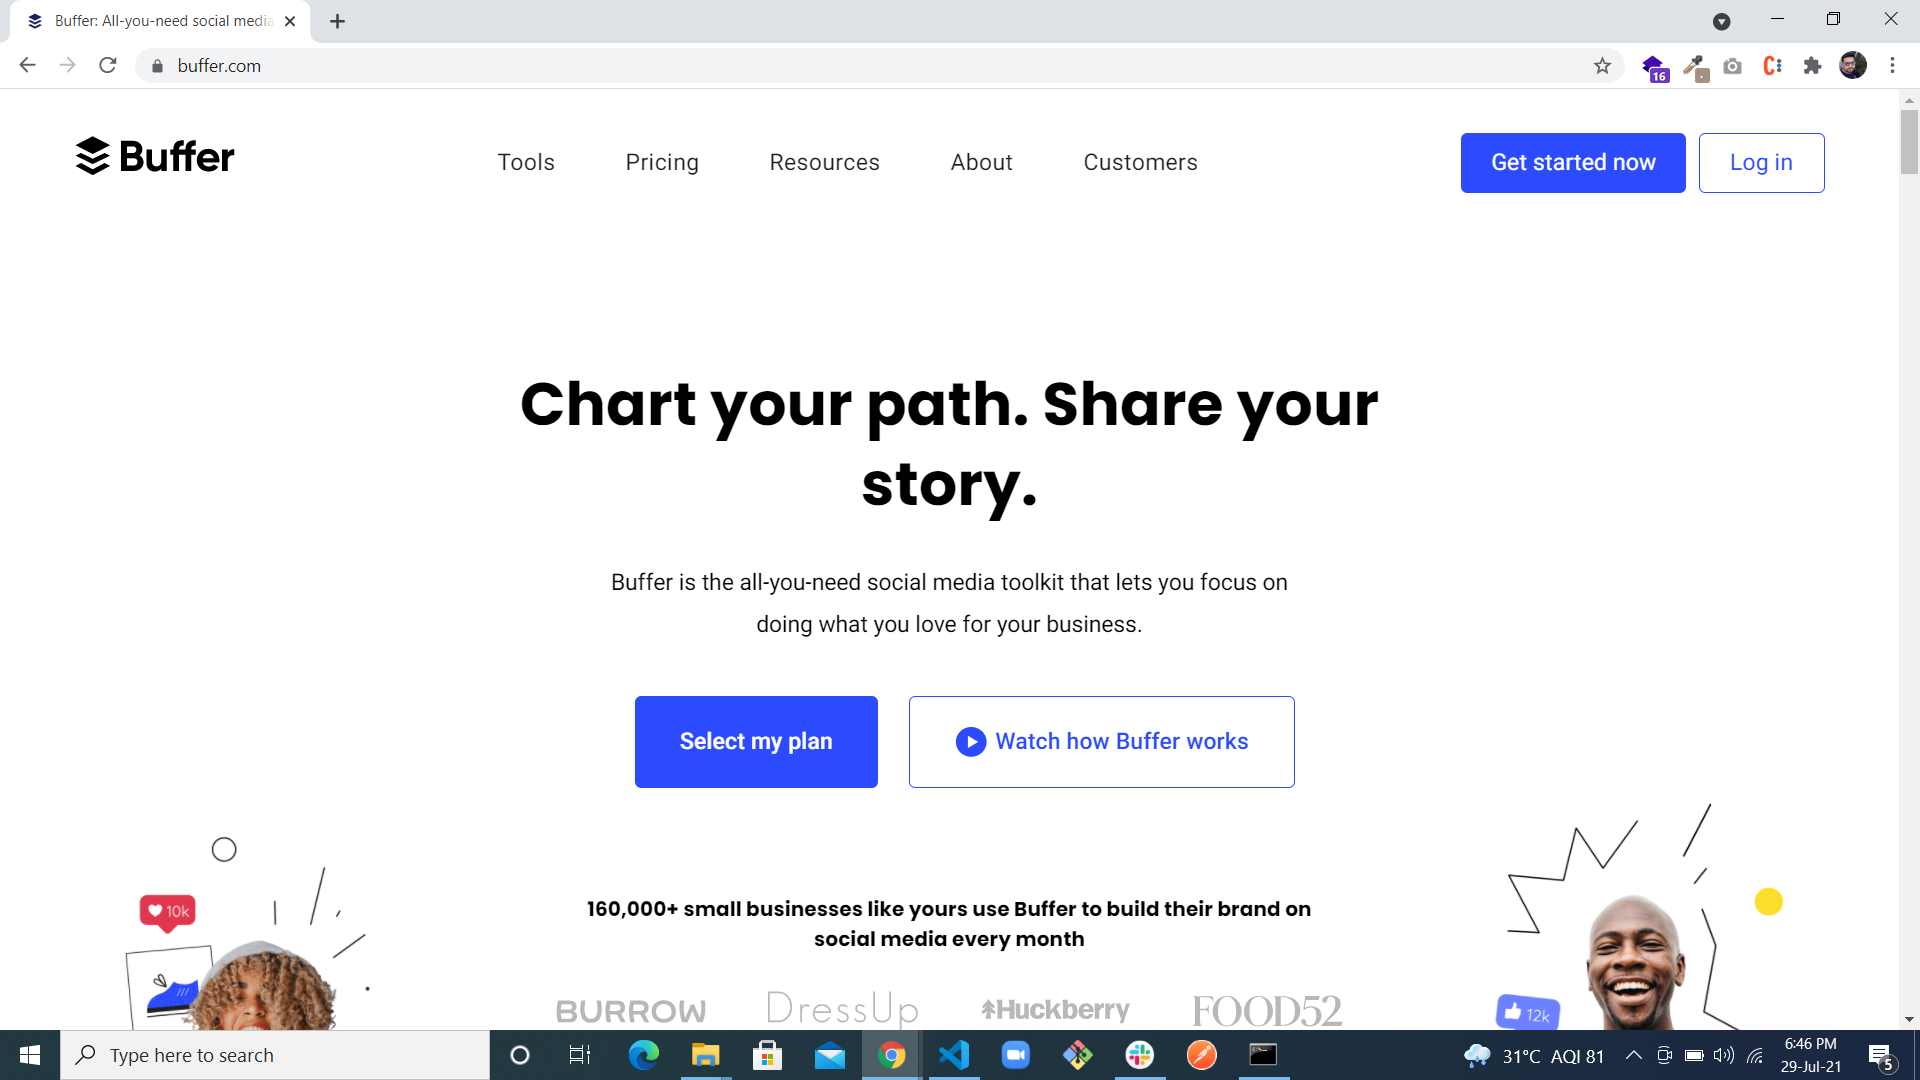 Buffer: All-you-need social media
buffer.com
16
Buffer
Tools
Pricing
Resources
About
Customers
Get started now
Log in
Chart your path. Share your
story.
Buffer is the all-you-need social media toolkit that lets you focus on
doing what you love for your business.
Select my plan
Watch how Buffer works
10k
160,000+ small businesses like yours use Buffer to build their brand on
social media every month
BURROW
DressUp
Huckberry
FOOD52
12k
Type here to search
31°C AQI 81
6:46 PM
29-Jul-21
5